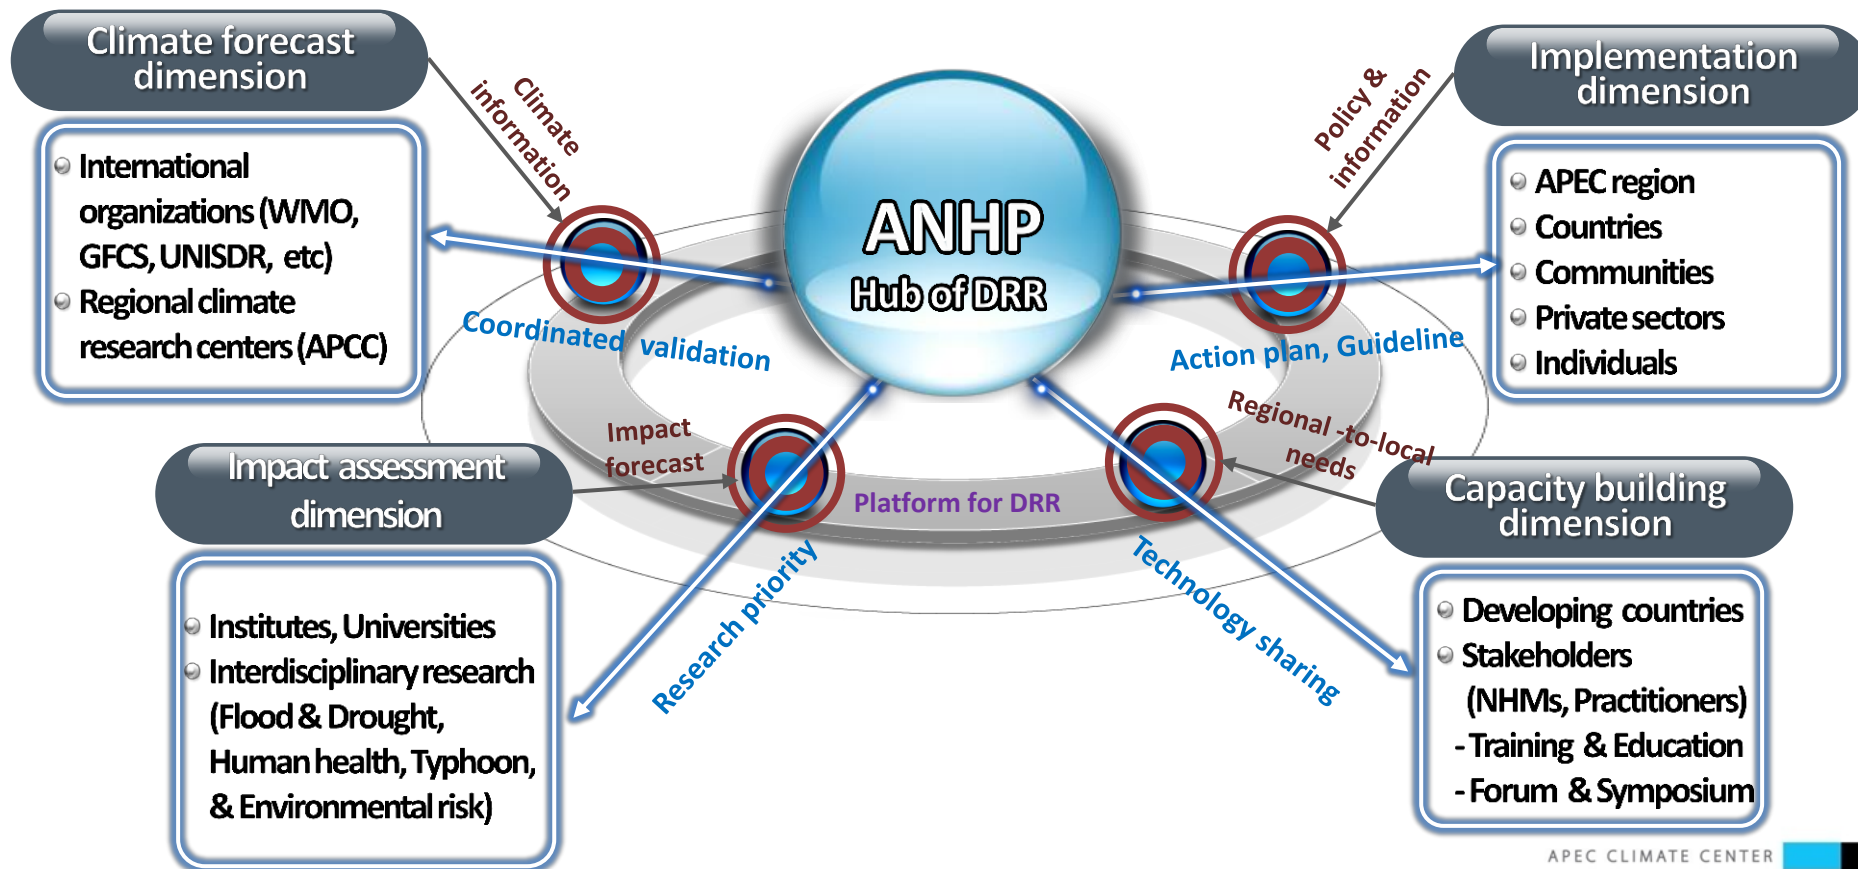 Climate forecast
dimension
Climate
information
International
organizations (WMO,
GFCS, UNISDR, etc)
Regional climate
research centers (APCC)
Coordinated validation
ANHP
Hub of DRR
Policy &
information
Implementation
dimension
APEC region
Countries
Communities
Private sectors
Individuals
Action plan, Guideline
Impact assessment
dimension
Impact
forecast
Institutes, Universities
Interdisciplinary research
(Flood & Drought,
Human health, Typhoon,
& Environmental risk)
Research priority
Platform for DRR
Regional -to-local
needs
Capacity building
dimension
Technology sharing
Developing countries
Stakeholders
(NHMs, Practitioners)
- Training & Education
- Forum & Symposium
APEC CLIMATE CENTER